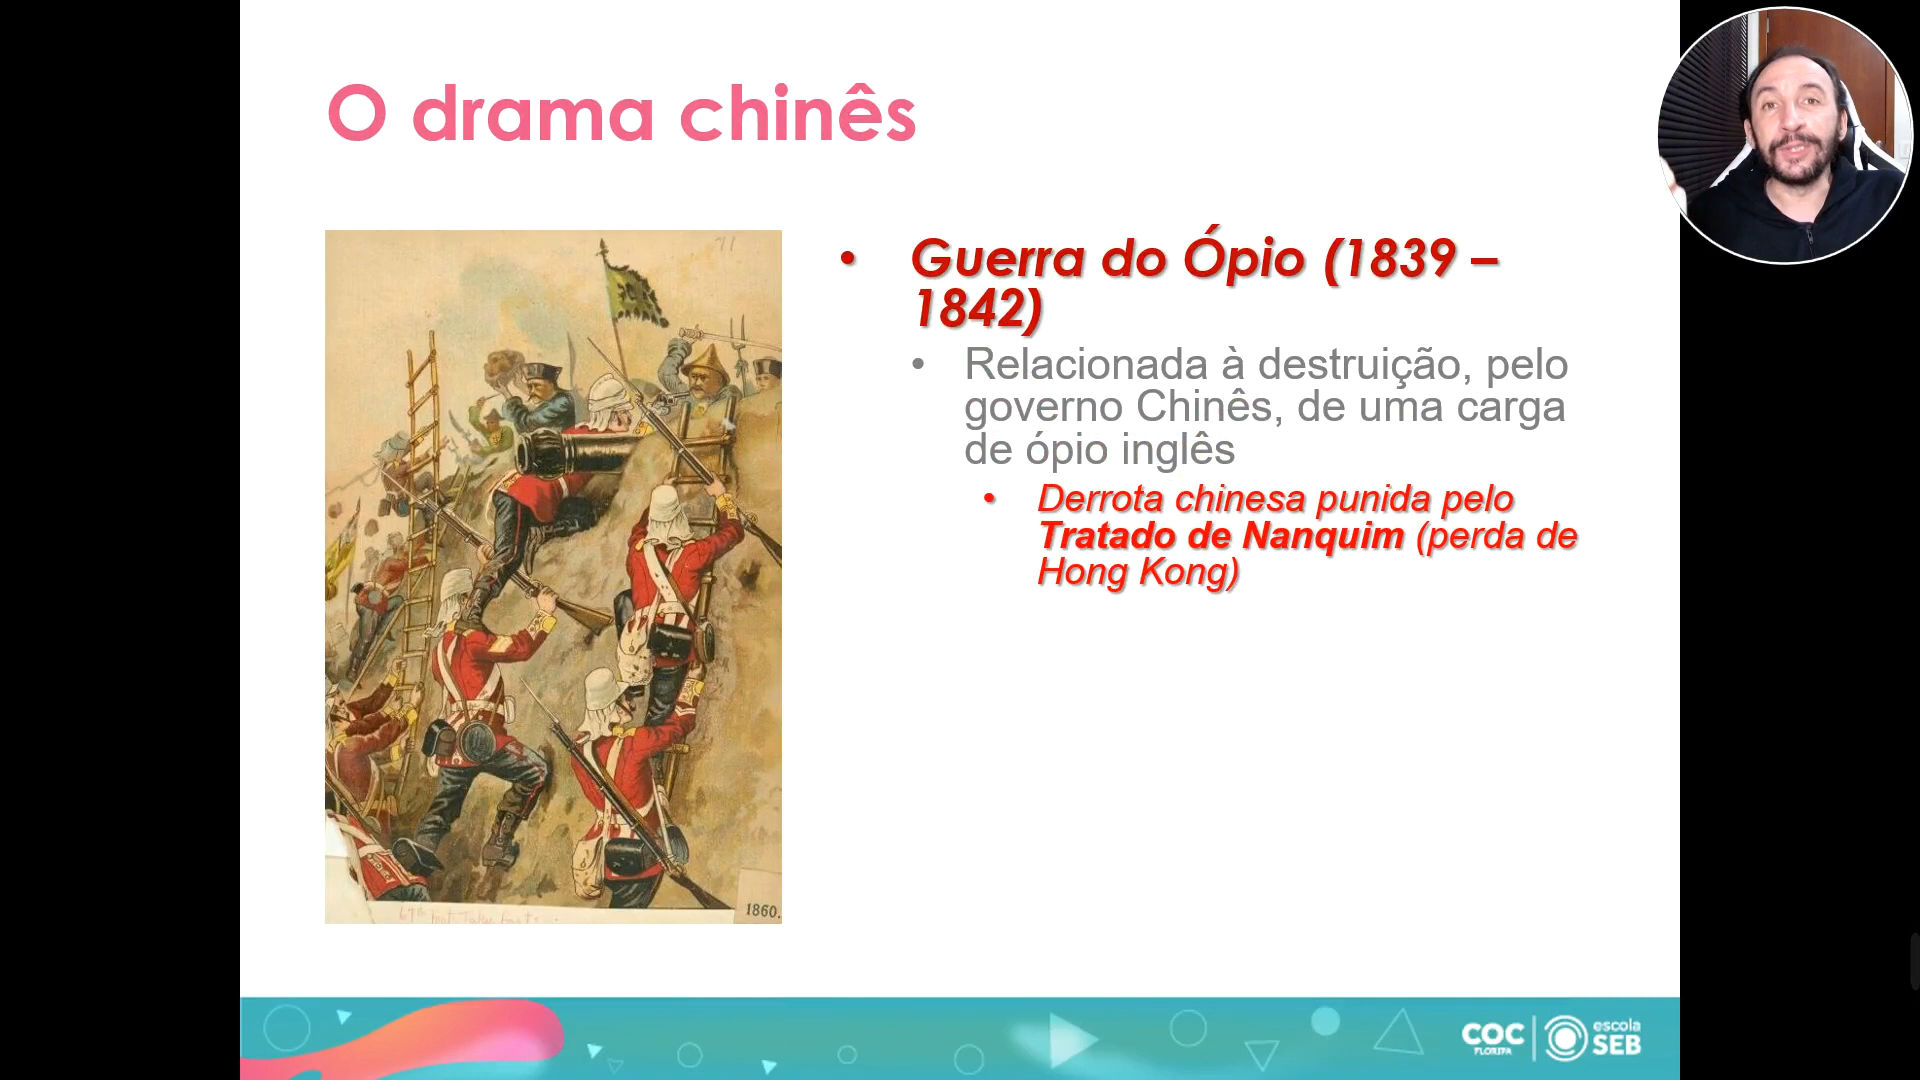 O drama chinês
• Guerra do Ópio (1839 –
1842)
• Relacionada à destruição, pelo
governo Chinês, de uma carga
de ópio inglês
• Derrota chinesa punida pelo
Tratado de Nanquim (perda de
Hong Kong)
1860.
COC
FLORIPA
escola
SEB